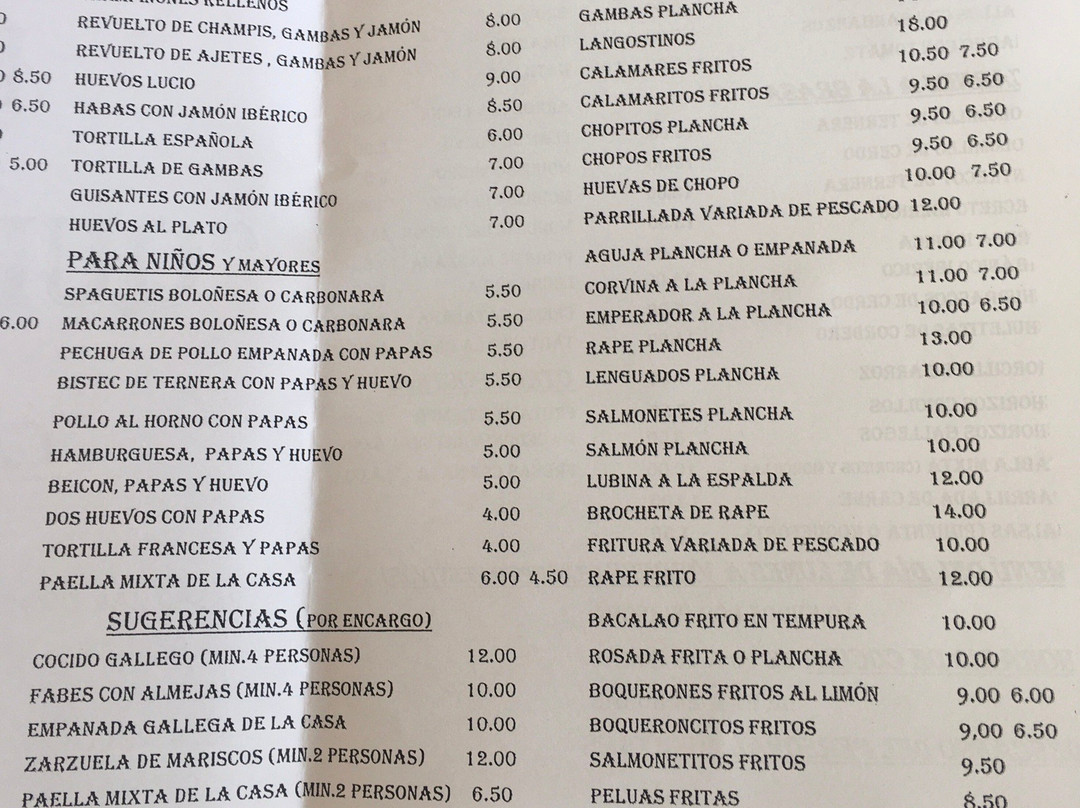 RELLENOS
REVUELTO DE CHAMPIS, GAMBAS Y JAMÓN 8.00
REVUELTO DE AJETES , GAMBAS Y JAMÓN 8.00
8.50 HUEVOS LUCIO 9.00
6.50 HABAS CON JAMÓN IBÉRICO 8.50
TORTILLA ESPAÑOLA 6.00
5.00 TORTILLA DE GAMBAS 7.00
GUISANTES CON JAMÓN IBÉRICO 7.00
HUEVOS AL PLATO 7.00
PARA NIÑOS Y MAYORES
SPAGUETIS BOLOÑESA O CARBONARA 5.50
6.00 MACARRONES BOLOÑESA O CARBONARA 5.50
PECHUGA DE POLLO EMPANADA CON PAPAS 5.50
BISTEC DE TERNERA CON PAPAS Y HUEVO 5.50
POLLO AL HORNO CON PAPAS 5.50
HAMBURGUESA, PAPAS Y HUEVO 5.00
BEICON, PAPAS Y HUEVO 5.00
DOS HUEVOS CON PAPAS 4.00
TORTILLA FRANCESA Y PAPAS 4.00
PAELLA MIXTA DE LA CASA 6.00 4.50
SUGERENCIAS (POR ENCARGO)
COCIDO GALLEGO (MIN.4 PERSONAS) 12.00
FABES CON ALMEJAS (MIN.4 PERSONAS) 10.00
EMPANADA GALLEGA DE LA CASA 10.00
ZARZUELA DE MARISCOS (MIN.2 PERSONAS) 12.00
PAELLA MIXTA DE LA CASA (MIN.2 PERSONAS) 6.50
GAMBAS PLANCHA
LANGOSTINOS 18.00
CALAMARES FRITOS 10.50 7.50
CALAMARITOS FRITOS 9.50 6.50
CHOPITOS PLANCHA 9.50 6.50
CHOPOS FRITOS 9.50 6.50
HUEVAS DE CHOPO 10.00 7.50
PARRILLADA VARIADA DE PESCADO 12.00
AGUJA PLANCHA O EMPANADA 11.00 7.00
CORVINA A LA PLANCHA 11.00 7.00
EMPERADOR A LA PLANCHA 10.00 6.50
RAPE PLANCHA 13.00
LENGUADOS PLANCHA 10.00
SALMONETES PLANCHA 10.00
SALMÓN PLANCHA 10.00
LUBINA A LA ESPALDA 12.00
BROCHETA DE RAPE 14.00
FRITURA VARIADA DE PESCADO 10.00
RAPE FRITO 12.00
BACALAO FRITO EN TEMPURA 10.00
ROSADA FRITA O PLANCHA 10.00
BOQUERONES FRITOS AL LIMÓN 9.00 6.00
BOQUERONCITOS FRITOS 9,00 6.50
SALMONETITOS FRITOS 9.50
PELUAS FRITAS 8.50